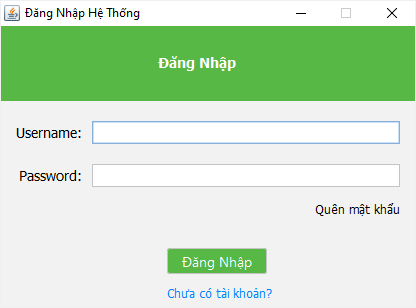 Đăng Nhập Hệ Thống
Đăng Nhập
Username:
Password:
Quên mật khẩu
Đăng Nhập
Chưa có tài khoản?